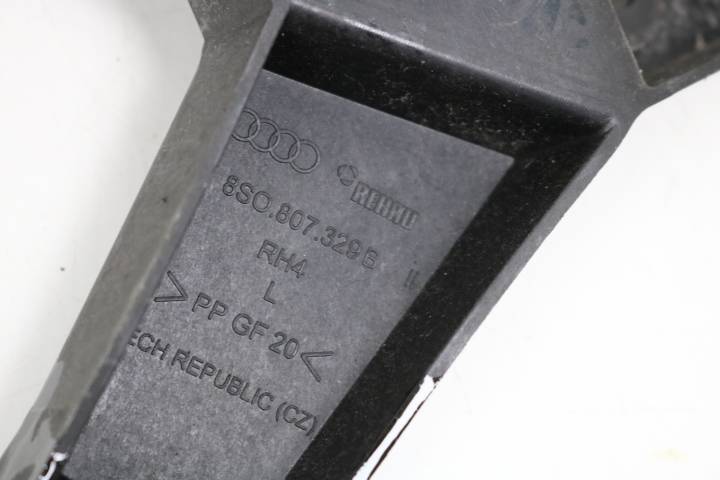 REHAU
8S0.807.329 B
RH4
L
> PP GF 20 <
ECH REPUBLIC (CZ)